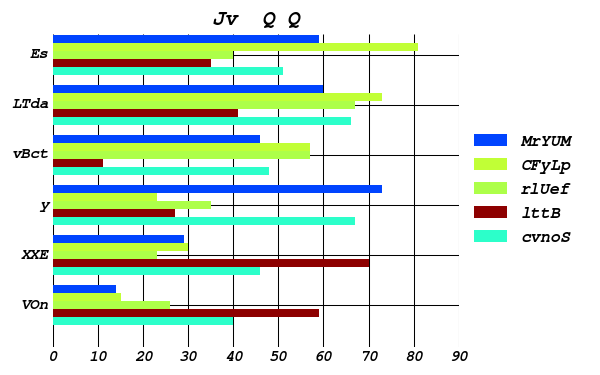 Jv  Q Q
Es
LTda
vBct
y
XXE
VOn
0 10 20 30 40 50 60 70 80 90
MrYUM
CFyLp
rlUef
lttB
cvnoS